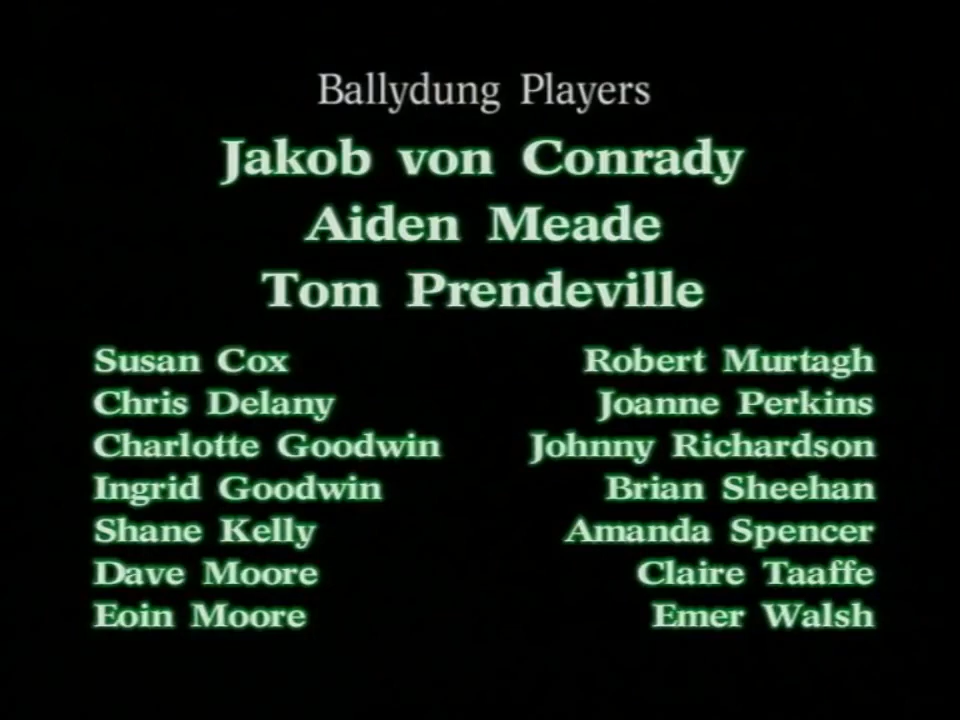 Ballydung Players
Jakob von Conrady
Aiden Meade
Tom Prendeville
Susan Cox
Chris Delany
Charlotte Goodwin
Ingrid Goodwin
Shane Kelly
Dave Moore
Eoin Moore
Robert Murtagh
Joanne Perkins
Johnny Richardson
Brian Sheehan
Amanda Spencer
Claire Taaffe
Emer Walsh